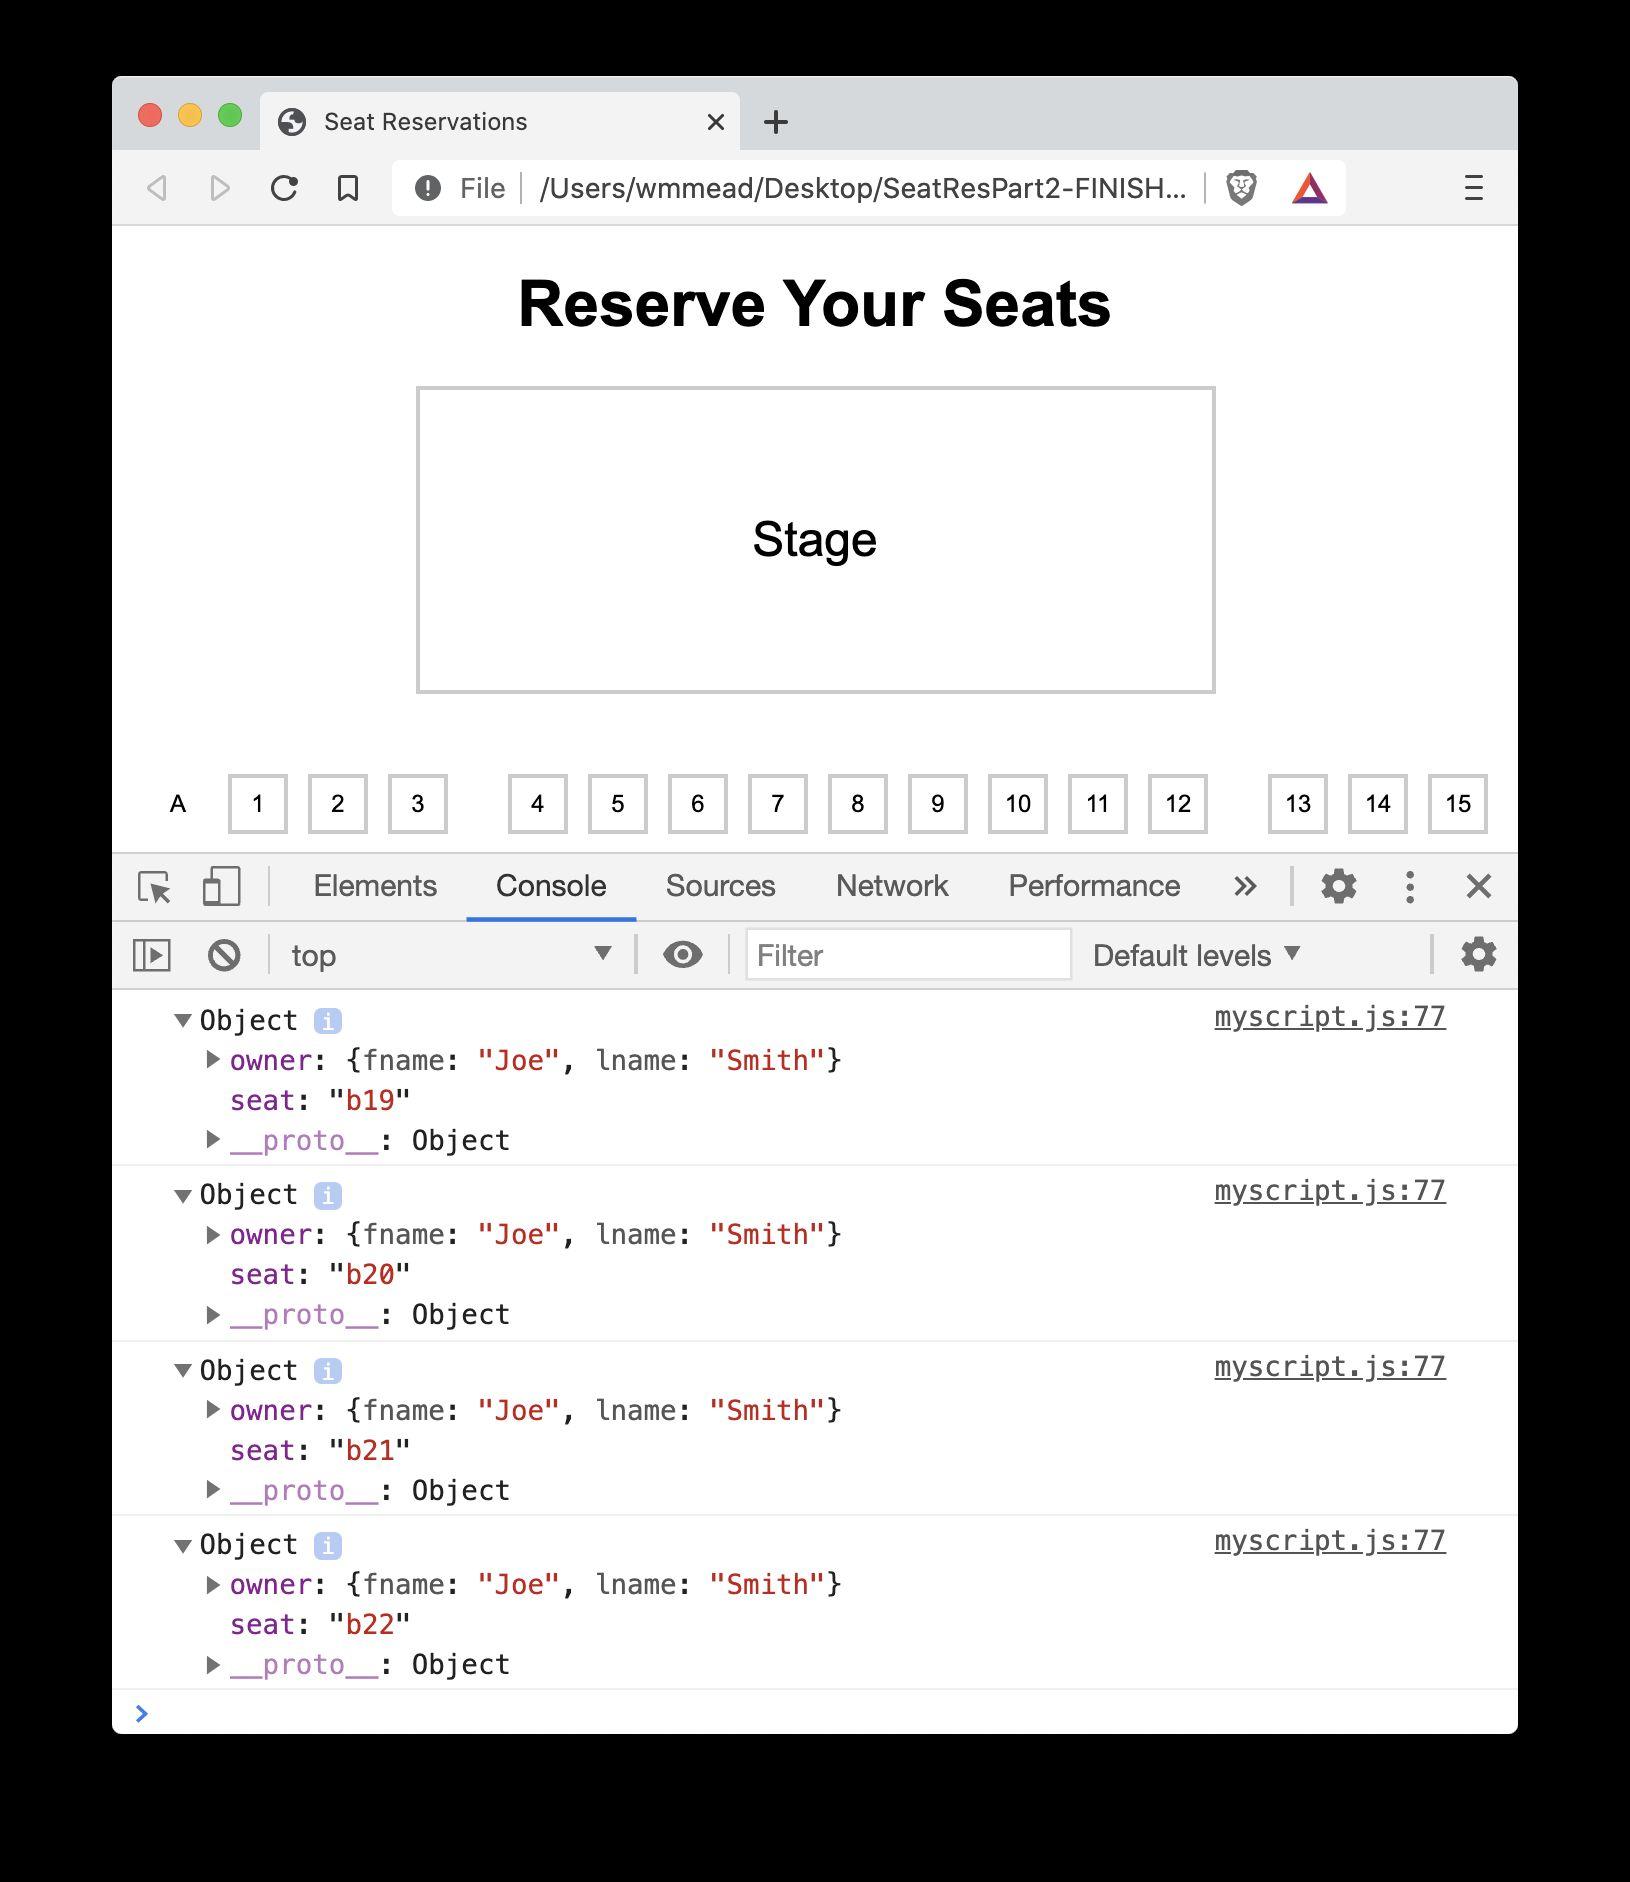 Seat Reservations
File /Users/wmmead/Desktop/SeatResPart2-FINISH...
Reserve Your Seats
Stage
A 1 2 3 4 5 6 7 8 9 10 11 12 13 14 15
Elements Console Sources Network Performance
top Filter Default levels
Object i myscript.js:77
owner: {fname: "Joe", lname: "Smith"}
seat: "b19"
__proto__: Object
Object i myscript.js:77
owner: {fname: "Joe", lname: "Smith"}
seat: "b20"
__proto__: Object
Object i myscript.js:77
owner: {fname: "Joe", lname: "Smith"}
seat: "b21"
__proto__: Object
Object i myscript.js:77
owner: {fname: "Joe", lname: "Smith"}
seat: "b22"
__proto__: Object